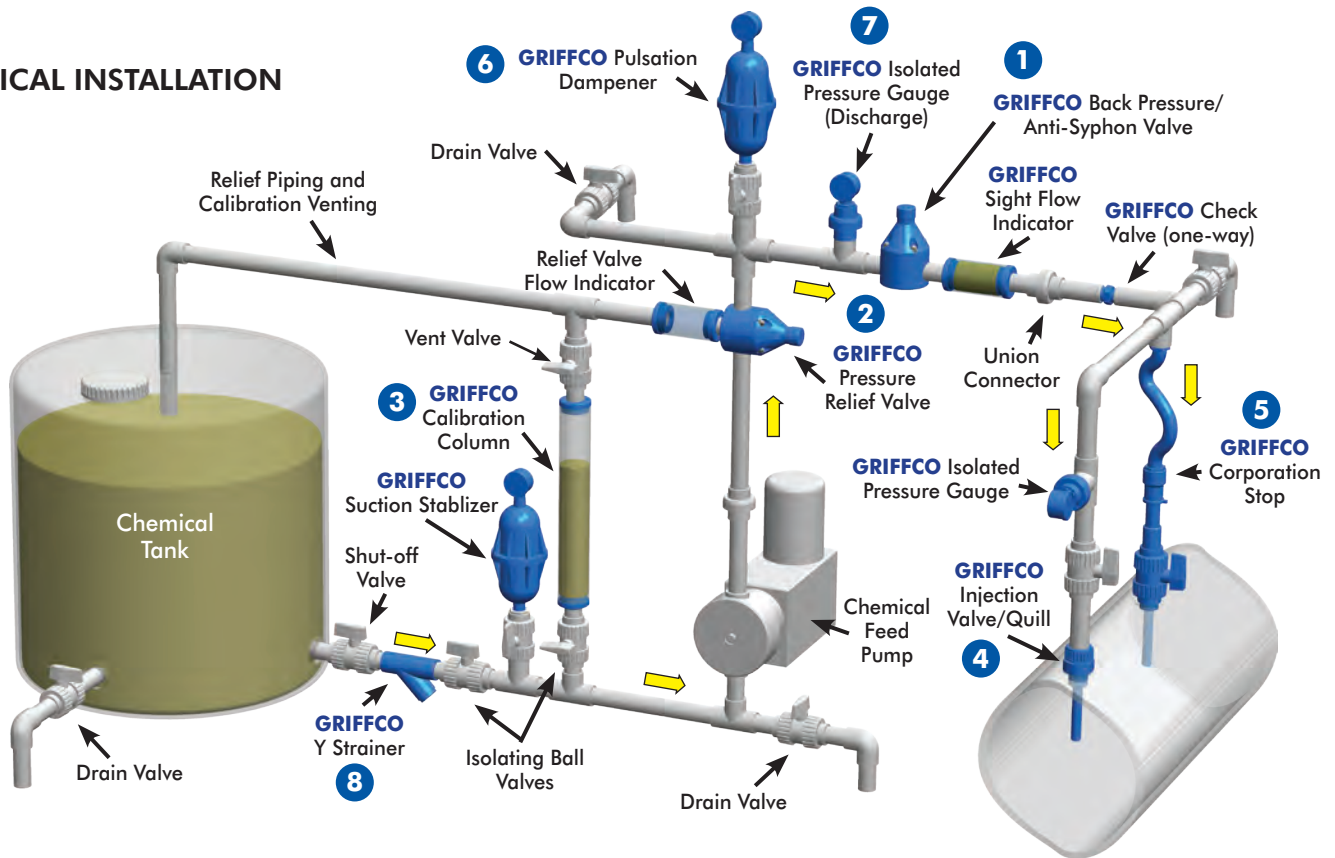 ICAL INSTALLATION
6
GRIFFCO Pulsation
Dampener
7
GRIFFCO Isolated
Pressure Gauge
(Discharge)
1
GRIFFCO Back Pressure/
Anti-Syphon Valve
Drain Valve
Relief Piping and
Calibration Venting
GRIFFCO
Sight Flow
Indicator
GRIFFCO Check
Valve (one-way)
Relief Valve
Flow Indicator
2
GRIFFCO
Pressure
Relief Valve
Vent Valve
Union
Connector
3
GRIFFCO
Calibration
Column
5
GRIFFCO
Corporation
Stop
GRIFFCO Isolated
Pressure Gauge
GRIFFCO
Suction Stablizer
Chemical
Tank
Shut-off
Valve
GRIFFCO
Injection
Valve/Quill
4
Chemical
Feed
Pump
GRIFFCO
Y Strainer
8
Isolating Ball
Valves
Drain Valve
Drain Valve